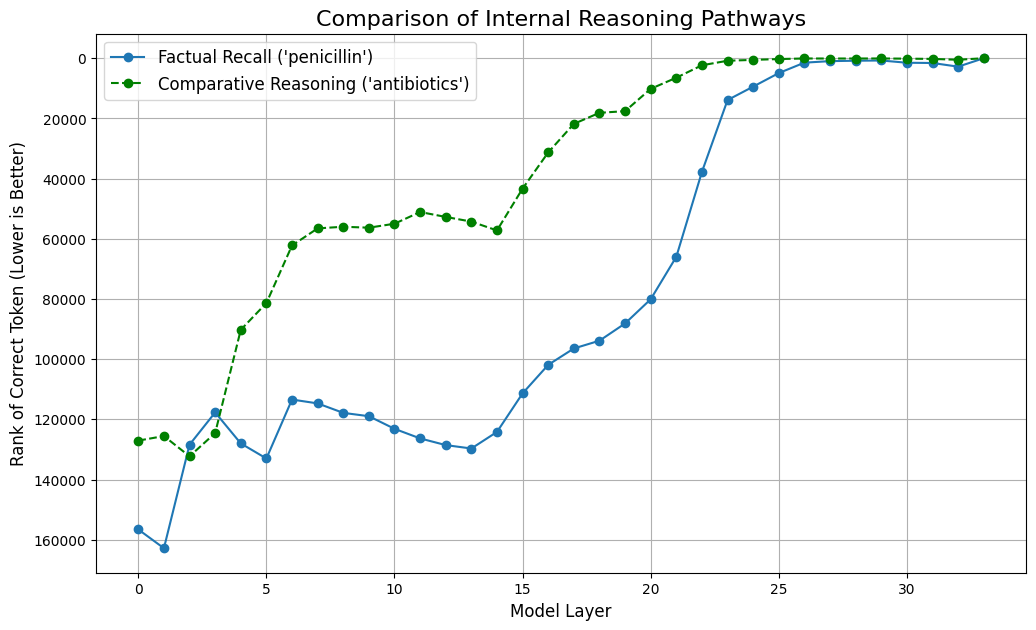 Comparison of Internal Reasoning Pathways
Factual Recall ('penicillin')
Comparative Reasoning ('antibiotics')
Rank of Correct Token (Lower is Better)
0
20000
40000
60000
80000
100000
120000
140000
160000
0 5 10 15 20 25 30
Model Layer